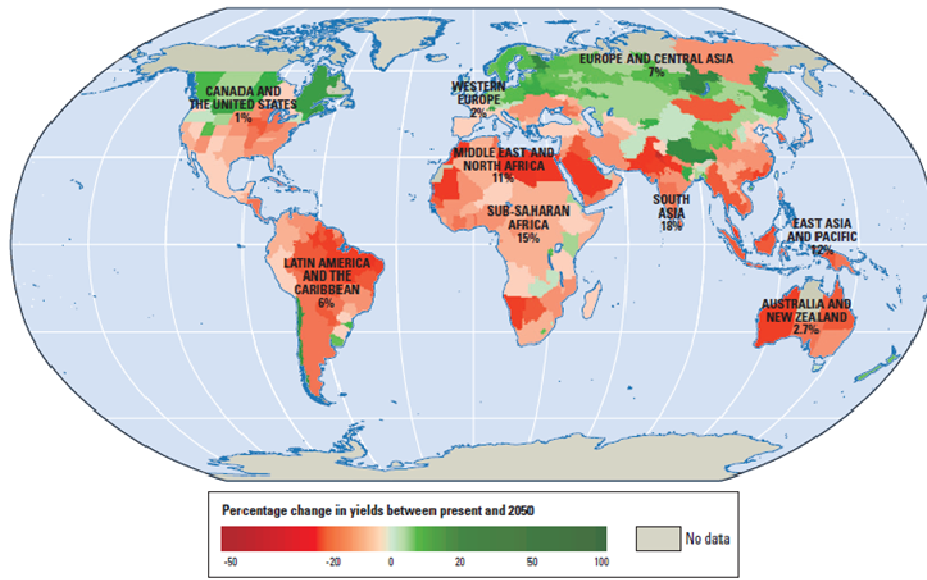 EUROPE AND CENTRAL ASIA
7%
CANADA AND
THE UNITED STATES
1%
WESTERN
EUROPE
2%
MIDDLE EAST AND
NORTH AFRICA
11%
SUB-SAHARAN
AFRICA
15%
SOUTH
ASIA
18%
EAST ASIA
AND PACIFIC
12%
LATIN AMERICA
AND THE
CARIBBEAN
6%
AUSTRALIA AND
NEW ZEALAND
2.7%
Percentage change in yields between present and 2050
No data
-50 -20 0 20 50 100